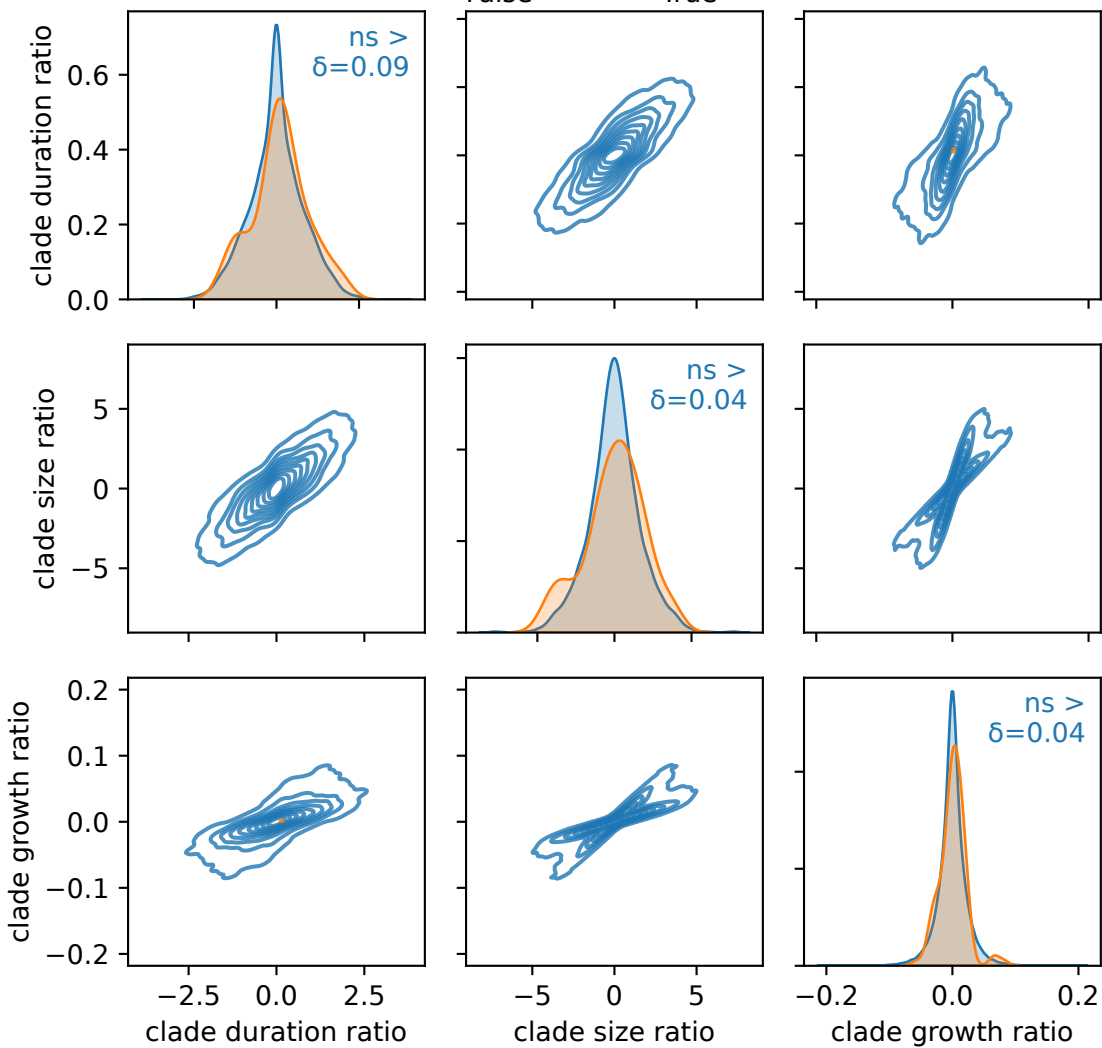 clade duration ratio
0.6
0.4
0.2
0.0
ns >
δ=0.09
clade size ratio
5
0
−5
ns >
δ=0.04
clade growth ratio
0.2
0.1
0.0
−0.1
−0.2
ns >
δ=0.04
−2.5 0.0 2.5
−5 0 5
−0.2 0.0 0.2
clade duration ratio
clade size ratio
clade growth ratio